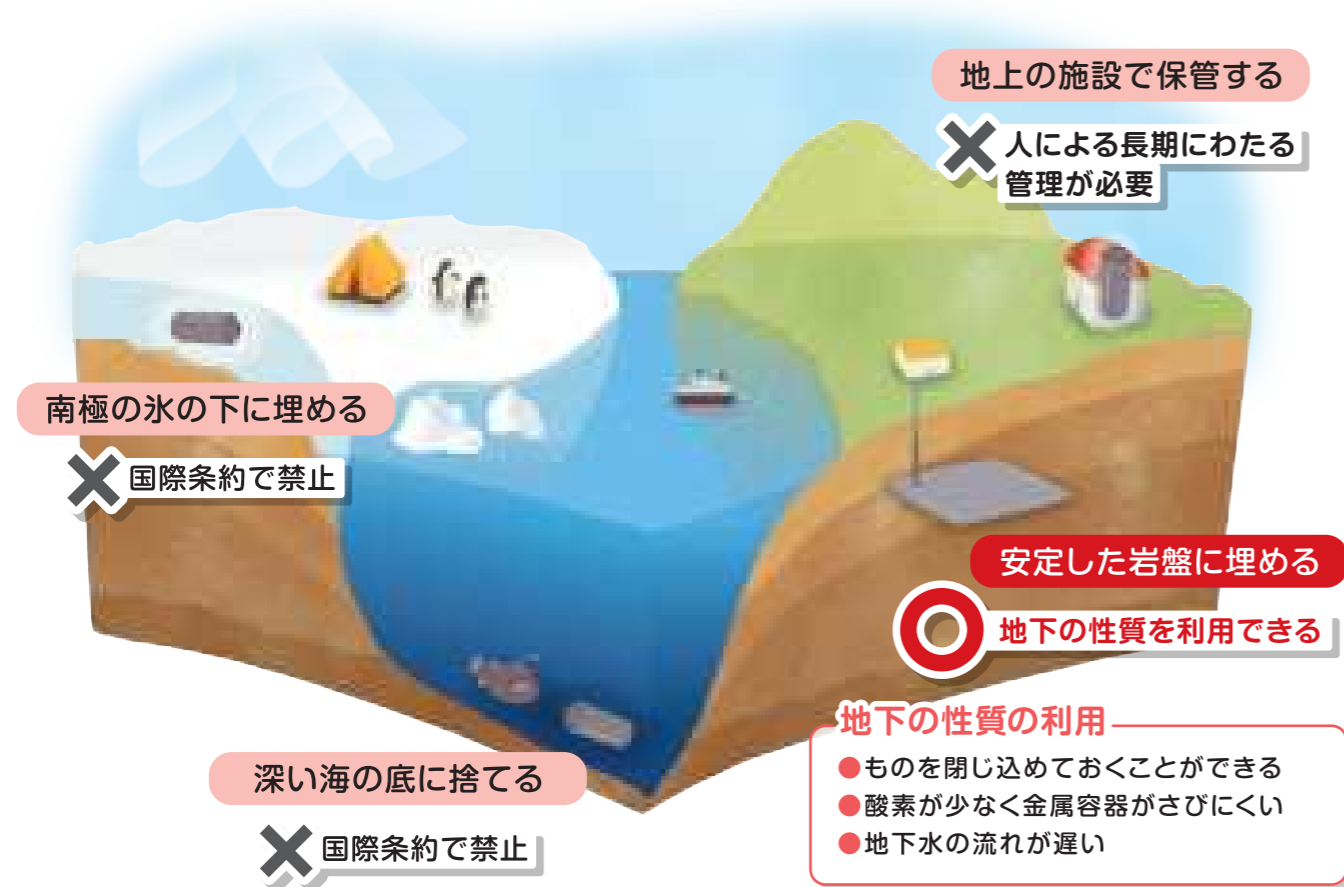 地上の施設で保管する
人による長期にわたる
管理が必要
南極の氷の下に埋める
国際条約で禁止
安定した岩盤に埋める
地下の性質を利用できる
深い海の底に捨てる
国際条約で禁止
地下の性質の利用
●ものを閉じ込めておくことができる
●酸素が少なく金属容器がさびにくい
●地下水の流れが遅い